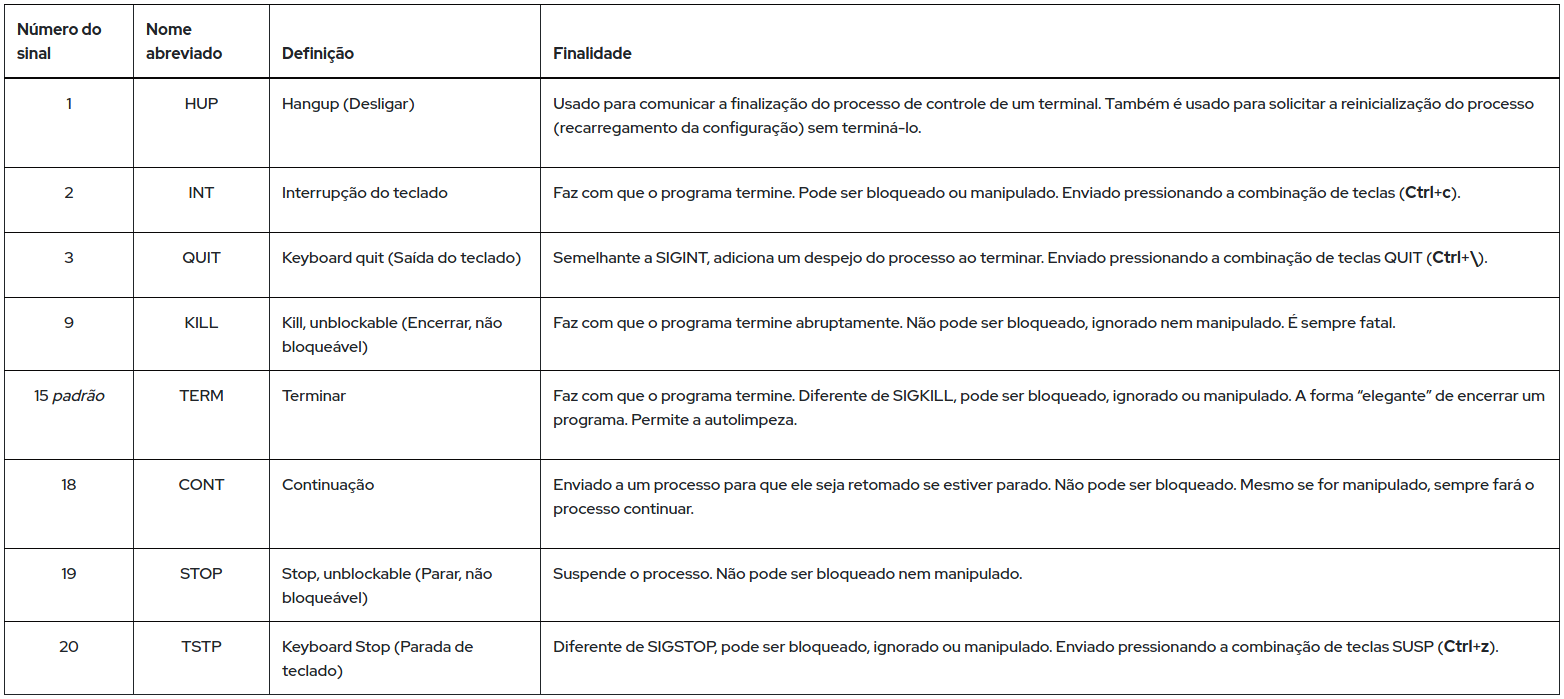 Número do
sinal
Nome
abreviado
Definição
Finalidade
1
HUP
Hangup (Desligar)
Usado para comunicar a finalização do processo de controle de um terminal. Também é usado para solicitar a reinicialização do processo
(recarregamento da configuração) sem terminá-lo.
2
INT
Interrupção do teclado
Faz com que o programa termine. Pode ser bloqueado ou manipulado. Enviado pressionando a combinação de teclas (Ctrl+c).
3
QUIT
Keyboard quit (Saída do teclado)
Semelhante a SIGINT, adiciona um despejo do processo ao terminar. Enviado pressionando a combinação de teclas QUIT (Ctrl+\).
9
KILL
Kill, unblockable (Encerrar, não
bloqueável)
Faz com que o programa termine abruptamente. Não pode ser bloqueado, ignorado nem manipulado. É sempre fatal.
15 padrão
TERM
Terminar
Faz com que o programa termine. Diferente de SIGKILL, pode ser bloqueado, ignorado ou manipulado. A forma “elegante” de encerrar um
programa. Permite a autolimpeza.
18
CONT
Continuação
Enviado a um processo para que ele seja retomado se estiver parado. Não pode ser bloqueado. Mesmo se for manipulado, sempre fará o
processo continuar.
19
STOP
Stop, unblockable (Parar, não
bloqueável)
Suspende o processo. Não pode ser bloqueado nem manipulado.
20
TSTP
Keyboard Stop (Parada de
teclado)
Diferente de SIGSTOP, pode ser bloqueado, ignorado ou manipulado. Enviado pressionando a combinação de teclas SUSP (Ctrl+z).